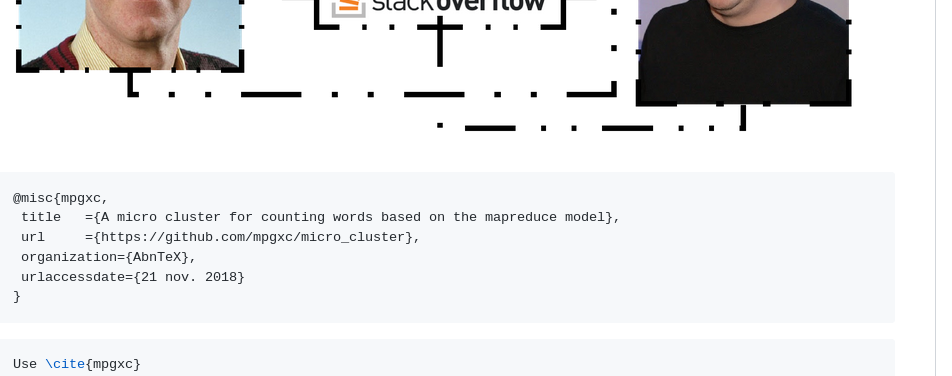 stackoverflow
@misc{mpgxc,
 title   ={A micro cluster for counting words based on the mapreduce model},
 url     ={https://github.com/mpgxc/micro_cluster},
 organization={AbnTeX},
 urlaccessdate={21 nov. 2018}
}
Use \cite{mpgxc}